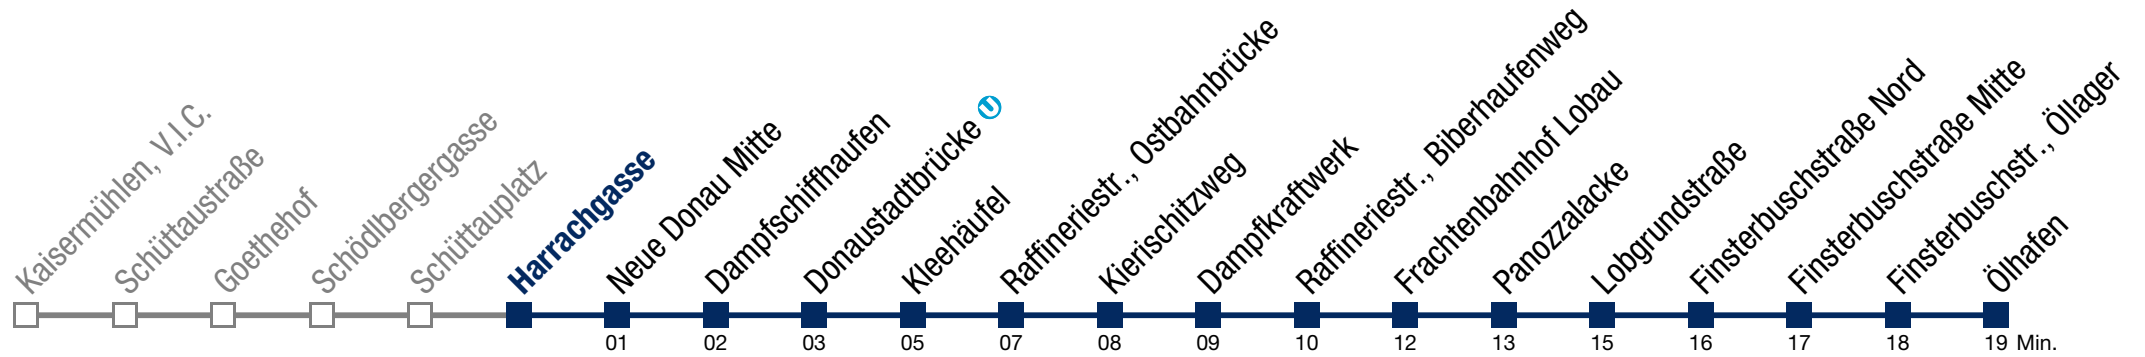 Kaisermühlen, V.I.C.
Schüttaustraße
Goethehof
Schödlbergergasse
Schüttauplatz
Harrachgasse
Neue Donau Mitte
Dampfschiffhaufen
Donaustadtbrücke U
Kleehäufel
Raffineriestr., Ostbahnbrücke
Kierischitzweg
Dampfkraftwerk
Raffineriestr., Biberhaufenweg
Frachtenbahnhof Lobau
Panozzalacke
Lobgrundstraße
Finsterbuschstraße Nord
Finsterbuschstraße Mitte
Finsterbuschstr., Öllager
Ölhafen
01 02 03 05 07 08 09 10 12 13 15 16 17 18 19 Min.